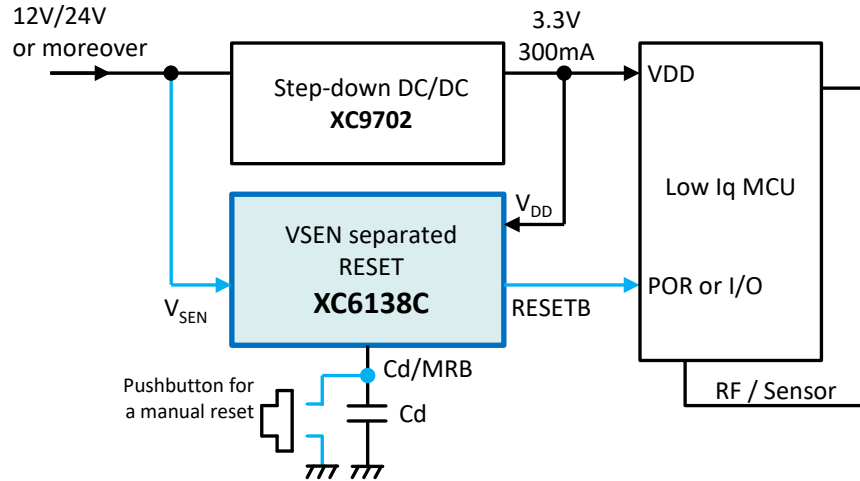 12V/24V
or moreover
3.3V
300mA
Step-down DC/DC
XC9702
VDD
Low Iq MCU
VDD
VSEN separated
RESET
XC6138C
VSEN
RESETB
POR or I/O
Cd/MRB
Pushbutton for
a manual reset
Cd
RF / Sensor